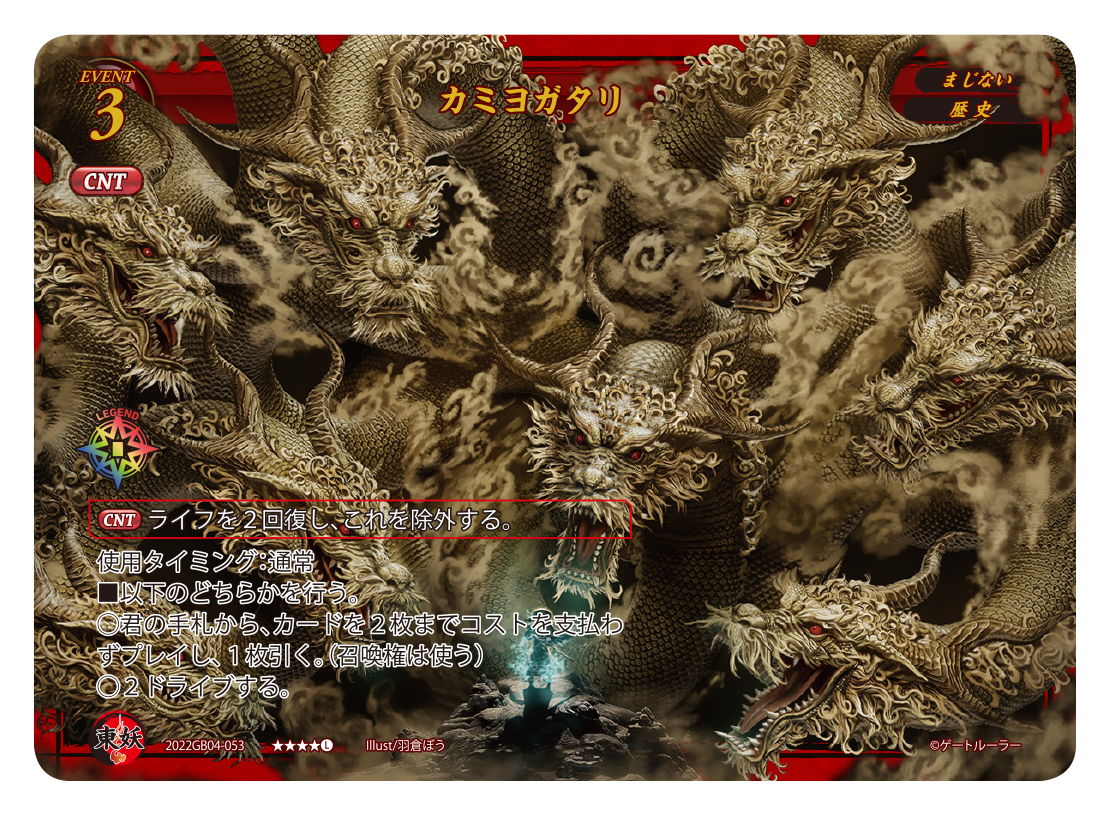 EVENT
3
カミヨガタリ
まじない
歴史
CNT
LEGEND
CNT ライフを2回復し、これを除外する。
使用タイミング：通常
■以下のどちらかを行う。
○君の手札から、カードを2枚までコストを支払わ
ずプレイし、1枚引く。（召喚権は使う）
○2ドライブする。
東妖
2022GB04-053 ★★★★L Illust/羽倉ぼう ©ゲートルーラー